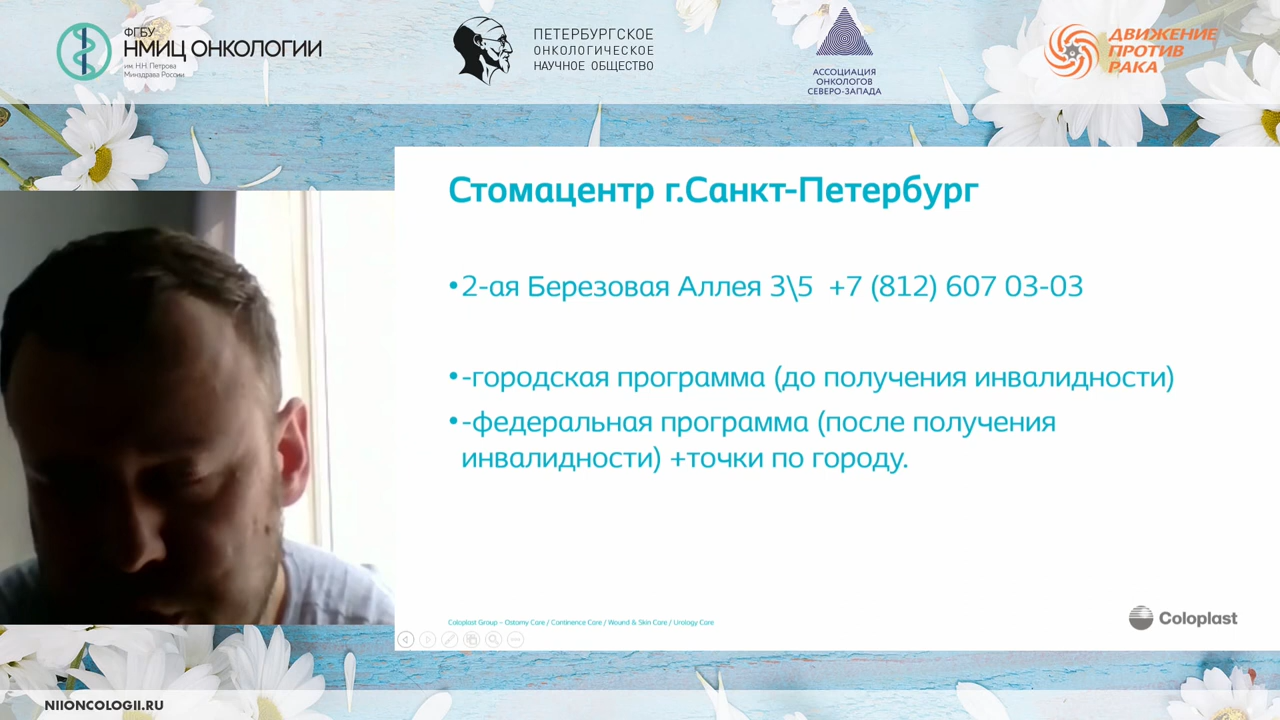 ФГБУ
НМИЦ ОНКОЛОГИИ
им. Н.Н. Петрова
Минздрава России
ПЕТЕРБУРГСКОЕ
ОНКОЛОГИЧЕСКОЕ
НАУЧНОЕ ОБЩЕСТВО
АССОЦИАЦИЯ
ОНКОЛОГОВ
СЕВЕРО-ЗАПАДА
ДВИЖЕНИЕ
ПРОТИВ
РАКА
Стомацентр г.Санкт-Петербург
•2-ая Березовая Аллея 3\5 +7 (812) 607 03-03
•-городская программа (до получения инвалидности)
•-федеральная программа (после получения
инвалидности) +точки по городу.
Coloplast Group – Ostomy Care / Continence Care / Wound & Skin Care / Urology Care
Coloplast
NIIONCOLOGII.RU